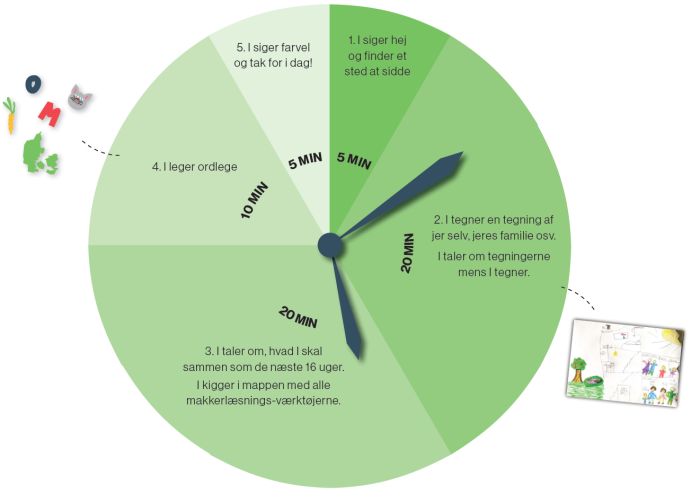 1. I siger hej
og finder et
sted at sidde
5 MIN
2. I tegner en tegning af
jer selv, jeres familie osv.
I taler om tegningerne
mens I tegner.
20 MIN
3. I taler om, hvad I skal
sammen som de næste 16 uger.
I kigger i mappen med alle
makkerlæsnings-værktøjerne.
20 MIN
4. I leger ordlege
10 MIN
5. I siger farvel
og tak for i dag!
5 MIN
O
M